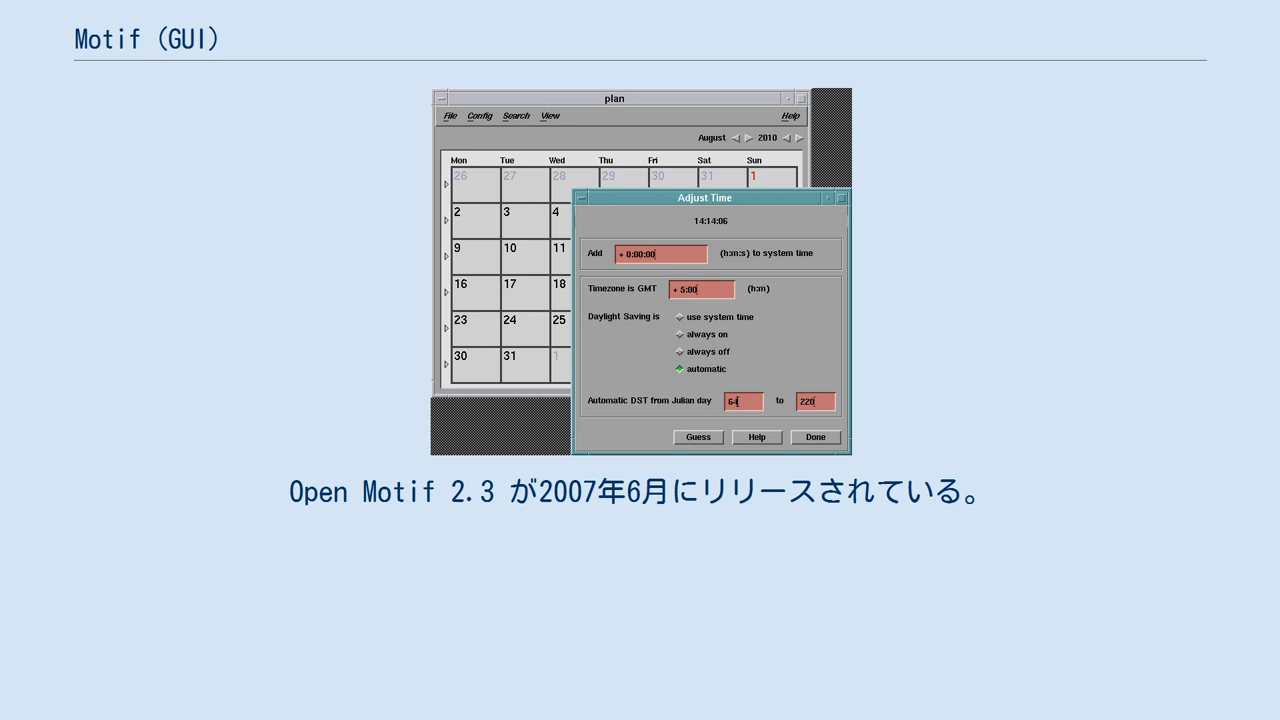 Motif（GUI）
plan
File Config Search View Help
August 2010
Mon Tue Wed Thu Fri Sat Sun
26 27 28 29 30 31 1
2 3 4
9 10 11
16 17 18
23 24 25
30 31 1
Adjust Time
14:14:06
Add + 0:00:00 (h:m:s) to system time
Timezone is GMT + 5:00 (h:m)
Daylight Saving is use system time
always on
always off
automatic
Automatic DST from Julian day 64 to 220
Guess Help Done
Open Motif 2.3 が2007年6月にリリースされている。